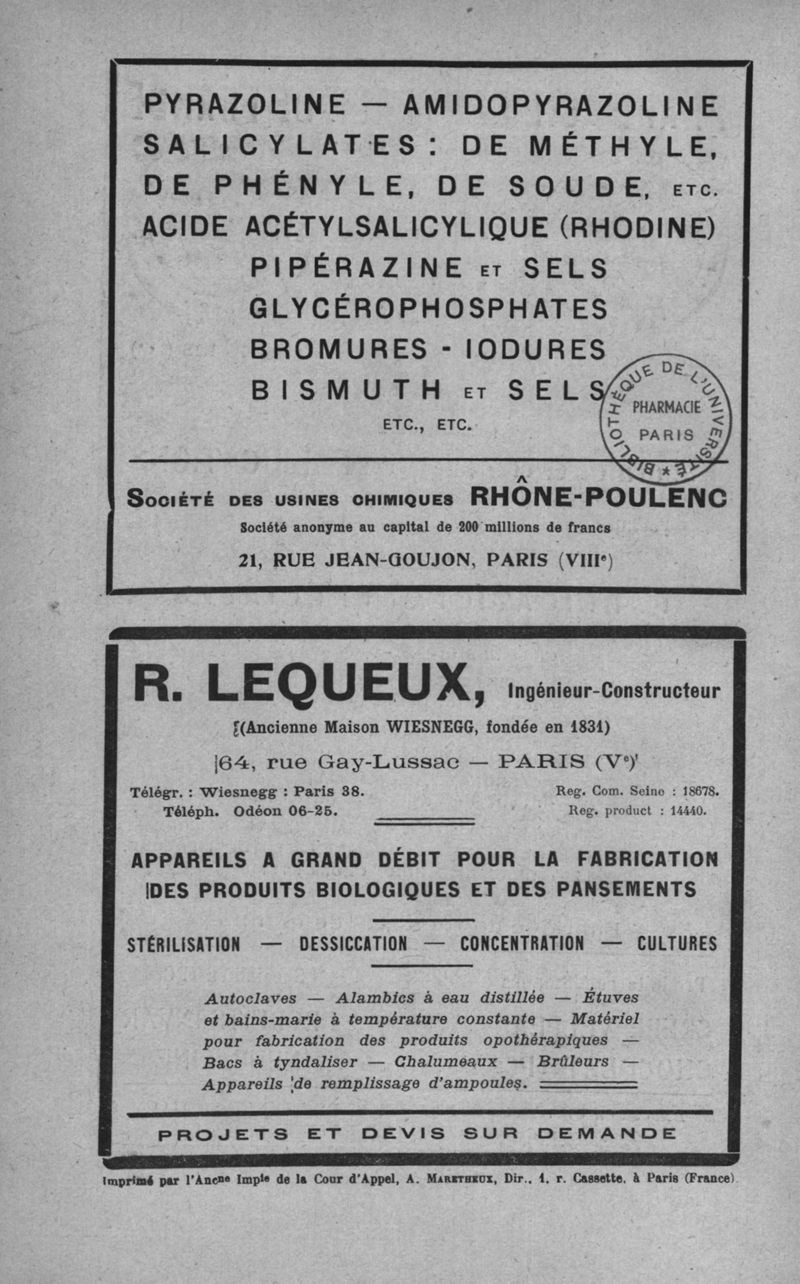 PYRAZOLINE — AMIDOPYRAZOLINE
SALICYLATES : DE MÉTHYLE,
DE PHÉNYLE, DE SOUDE, ETC.
ACIDE ACÉTYLSALICYLIQUE (RHODINE)
PIPÉRAZINE ET SELS
GLYCÉROPHOSPHATES
BROMURES - IODURES
BISMUTH ET SELS
ETC., ETC.
BIBLIOTHÈQUE DE L'UNIVERSITÉ
PHARMACIE
PARIS
SOCIÉTÉ DES USINES CHIMIQUES RHÔNE-POULENC
Société anonyme au capital de 200 millions de francs
21, RUE JEAN-GOUJON, PARIS (VIIIe)
R. LEQUEUX, Ingénieur-Constructeur
(Ancienne Maison WIESNEGG, fondée en 1831)
64, rue Gay-Lussac — PARIS (Ve)
Télégr. : Wiesnegg : Paris 38. Reg. Com. Seine : 18678.
Téléph. Odéon 06-25. Reg. product : 14440.
APPAREILS A GRAND DÉBIT POUR LA FABRICATION
DES PRODUITS BIOLOGIQUES ET DES PANSEMENTS
STÉRILISATION — DESSICCATION — CONCENTRATION — CULTURES
Autoclaves — Alambics à eau distillée — Étuves
et bains-marie à température constante — Matériel
pour fabrication des produits opothérapiques —
Bacs à tyndaliser — Chalumeaux — Brûleurs —
Appareils de remplissage d'ampoules.
PROJETS ET DEVIS SUR DEMANDE
Imprimé par l'Ancne Imple de la Cour d'Appel, A. MARETHEUX, Dir., 1, r. Cassette, à Paris (France)